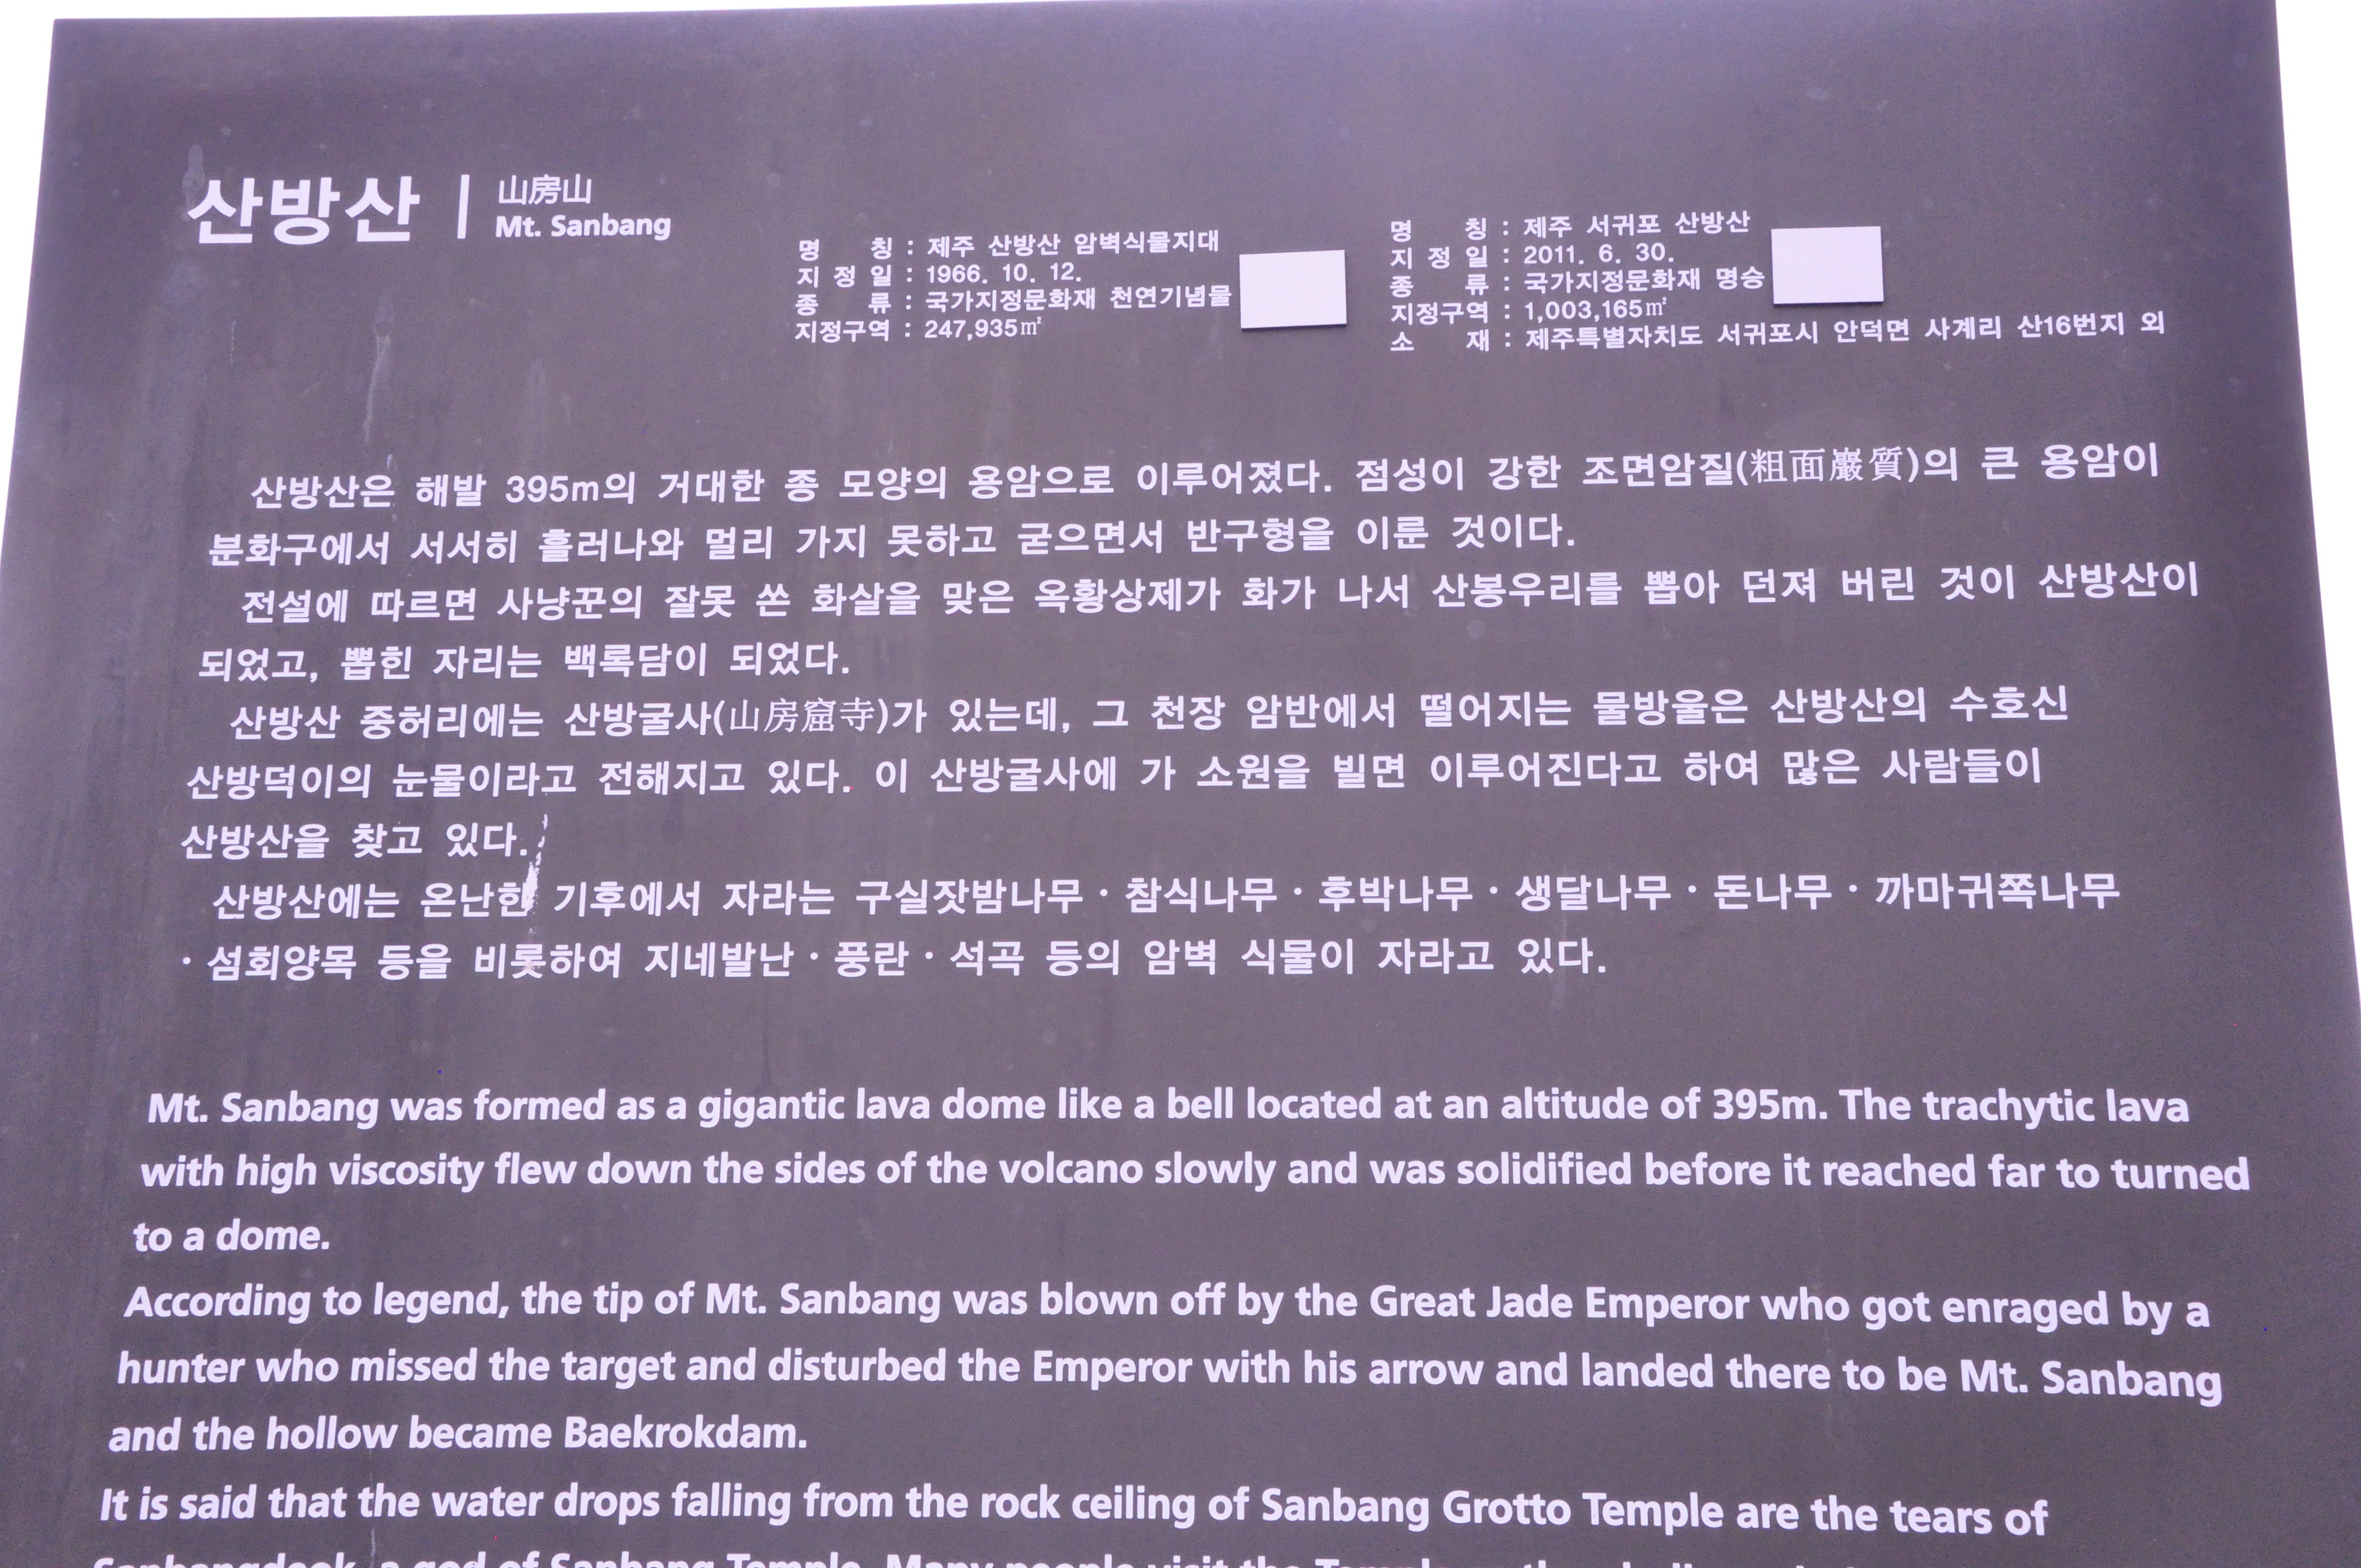 산방산 | 山房山
Mt. Sanbang
명 칭 : 제주 산방산 암벽식물지대
지 정 일 : 1966. 10. 12.
종 류 : 국가지정문화재 천연기념물
지정구역 : 247,935㎡
명 칭 : 제주 서귀포 산방산
지 정 일 : 2011. 6. 30.
종 류 : 국가지정문화재 명승
지정구역 : 1,003,165㎡
소 재 : 제주특별자치도 서귀포시 안덕면 사계리 산16번지 외
산방산은 해발 395m의 거대한 종 모양의 용암으로 이루어졌다. 점성이 강한 조면암질(粗面巖質)의 큰 용암이
분화구에서 서서히 흘러나와 멀리 가지 못하고 굳으면서 반구형을 이룬 것이다.
전설에 따르면 사냥꾼의 잘못 쏜 화살을 맞은 옥황상제가 화가 나서 산봉우리를 뽑아 던져 버린 것이 산방산이
되었고, 뽑힌 자리는 백록담이 되었다.
산방산 중허리에는 산방굴사(山房窟寺)가 있는데, 그 천장 암반에서 떨어지는 물방울은 산방산의 수호신
산방덕이의 눈물이라고 전해지고 있다. 이 산방굴사에 가 소원을 빌면 이루어진다고 하여 많은 사람들이
산방산을 찾고 있다.
산방산에는 온난한 기후에서 자라는 구실잣밤나무 · 참식나무 · 후박나무 · 생달나무 · 돈나무 · 까마귀쪽나무
· 섬회양목 등을 비롯하여 지네발난 · 풍란 · 석곡 등의 암벽 식물이 자라고 있다.
Mt. Sanbang was formed as a gigantic lava dome like a bell located at an altitude of 395m. The trachytic lava
with high viscosity flew down the sides of the volcano slowly and was solidified before it reached far to turned
to a dome.
According to legend, the tip of Mt. Sanbang was blown off by the Great Jade Emperor who got enraged by a
hunter who missed the target and disturbed the Emperor with his arrow and landed there to be Mt. Sanbang
and the hollow became Baekrokdam.
It is said that the water drops falling from the rock ceiling of Sanbang Grotto Temple are the tears of
Sanbangdeok, a god of Sanbang Temple. Many people visit the